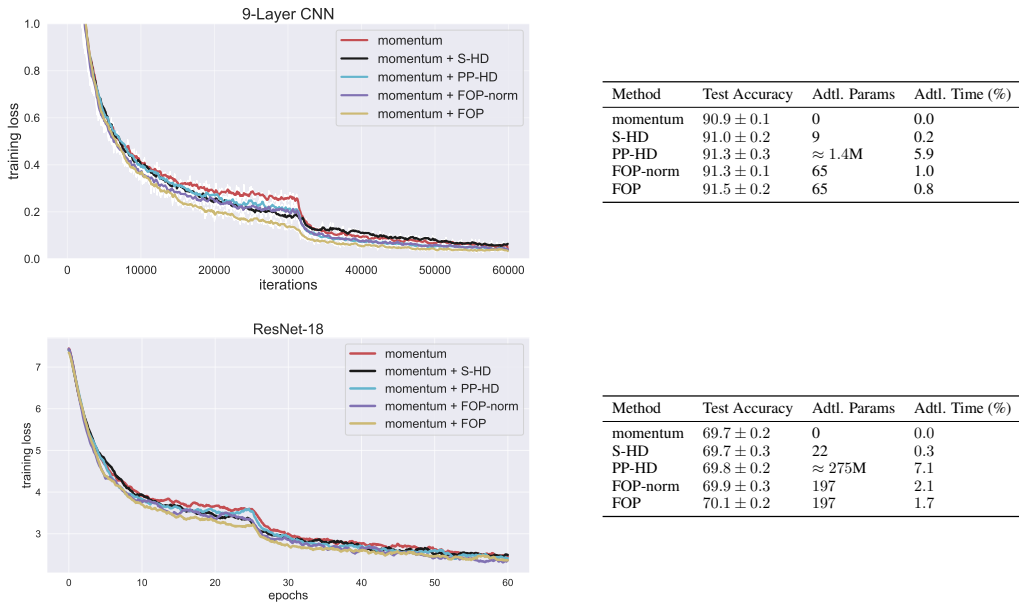 9-Layer CNN
training loss
1.0
0.8
0.6
0.4
0.2
0.0
momentum
momentum + S-HD
momentum + PP-HD
momentum + FOP-norm
momentum + FOP
0 10000 20000 30000 40000 50000 60000
iterations
Method Test Accuracy Adtl. Params Adtl. Time (%)
momentum 90.9 ± 0.1 0 0.0
S-HD 91.0 ± 0.2 9 0.2
PP-HD 91.3 ± 0.3 ≈ 1.4M 5.9
FOP-norm 91.3 ± 0.1 65 1.0
FOP 91.5 ± 0.2 65 0.8
ResNet-18
training loss
7
6
5
4
3
momentum
momentum + S-HD
momentum + PP-HD
momentum + FOP-norm
momentum + FOP
0 10 20 30 40 50 60
epochs
Method Test Accuracy Adtl. Params Adtl. Time (%)
momentum 69.7 ± 0.2 0 0.0
S-HD 69.7 ± 0.3 22 0.3
PP-HD 69.8 ± 0.2 ≈ 275M 7.1
FOP-norm 69.9 ± 0.3 197 2.1
FOP 70.1 ± 0.2 197 1.7